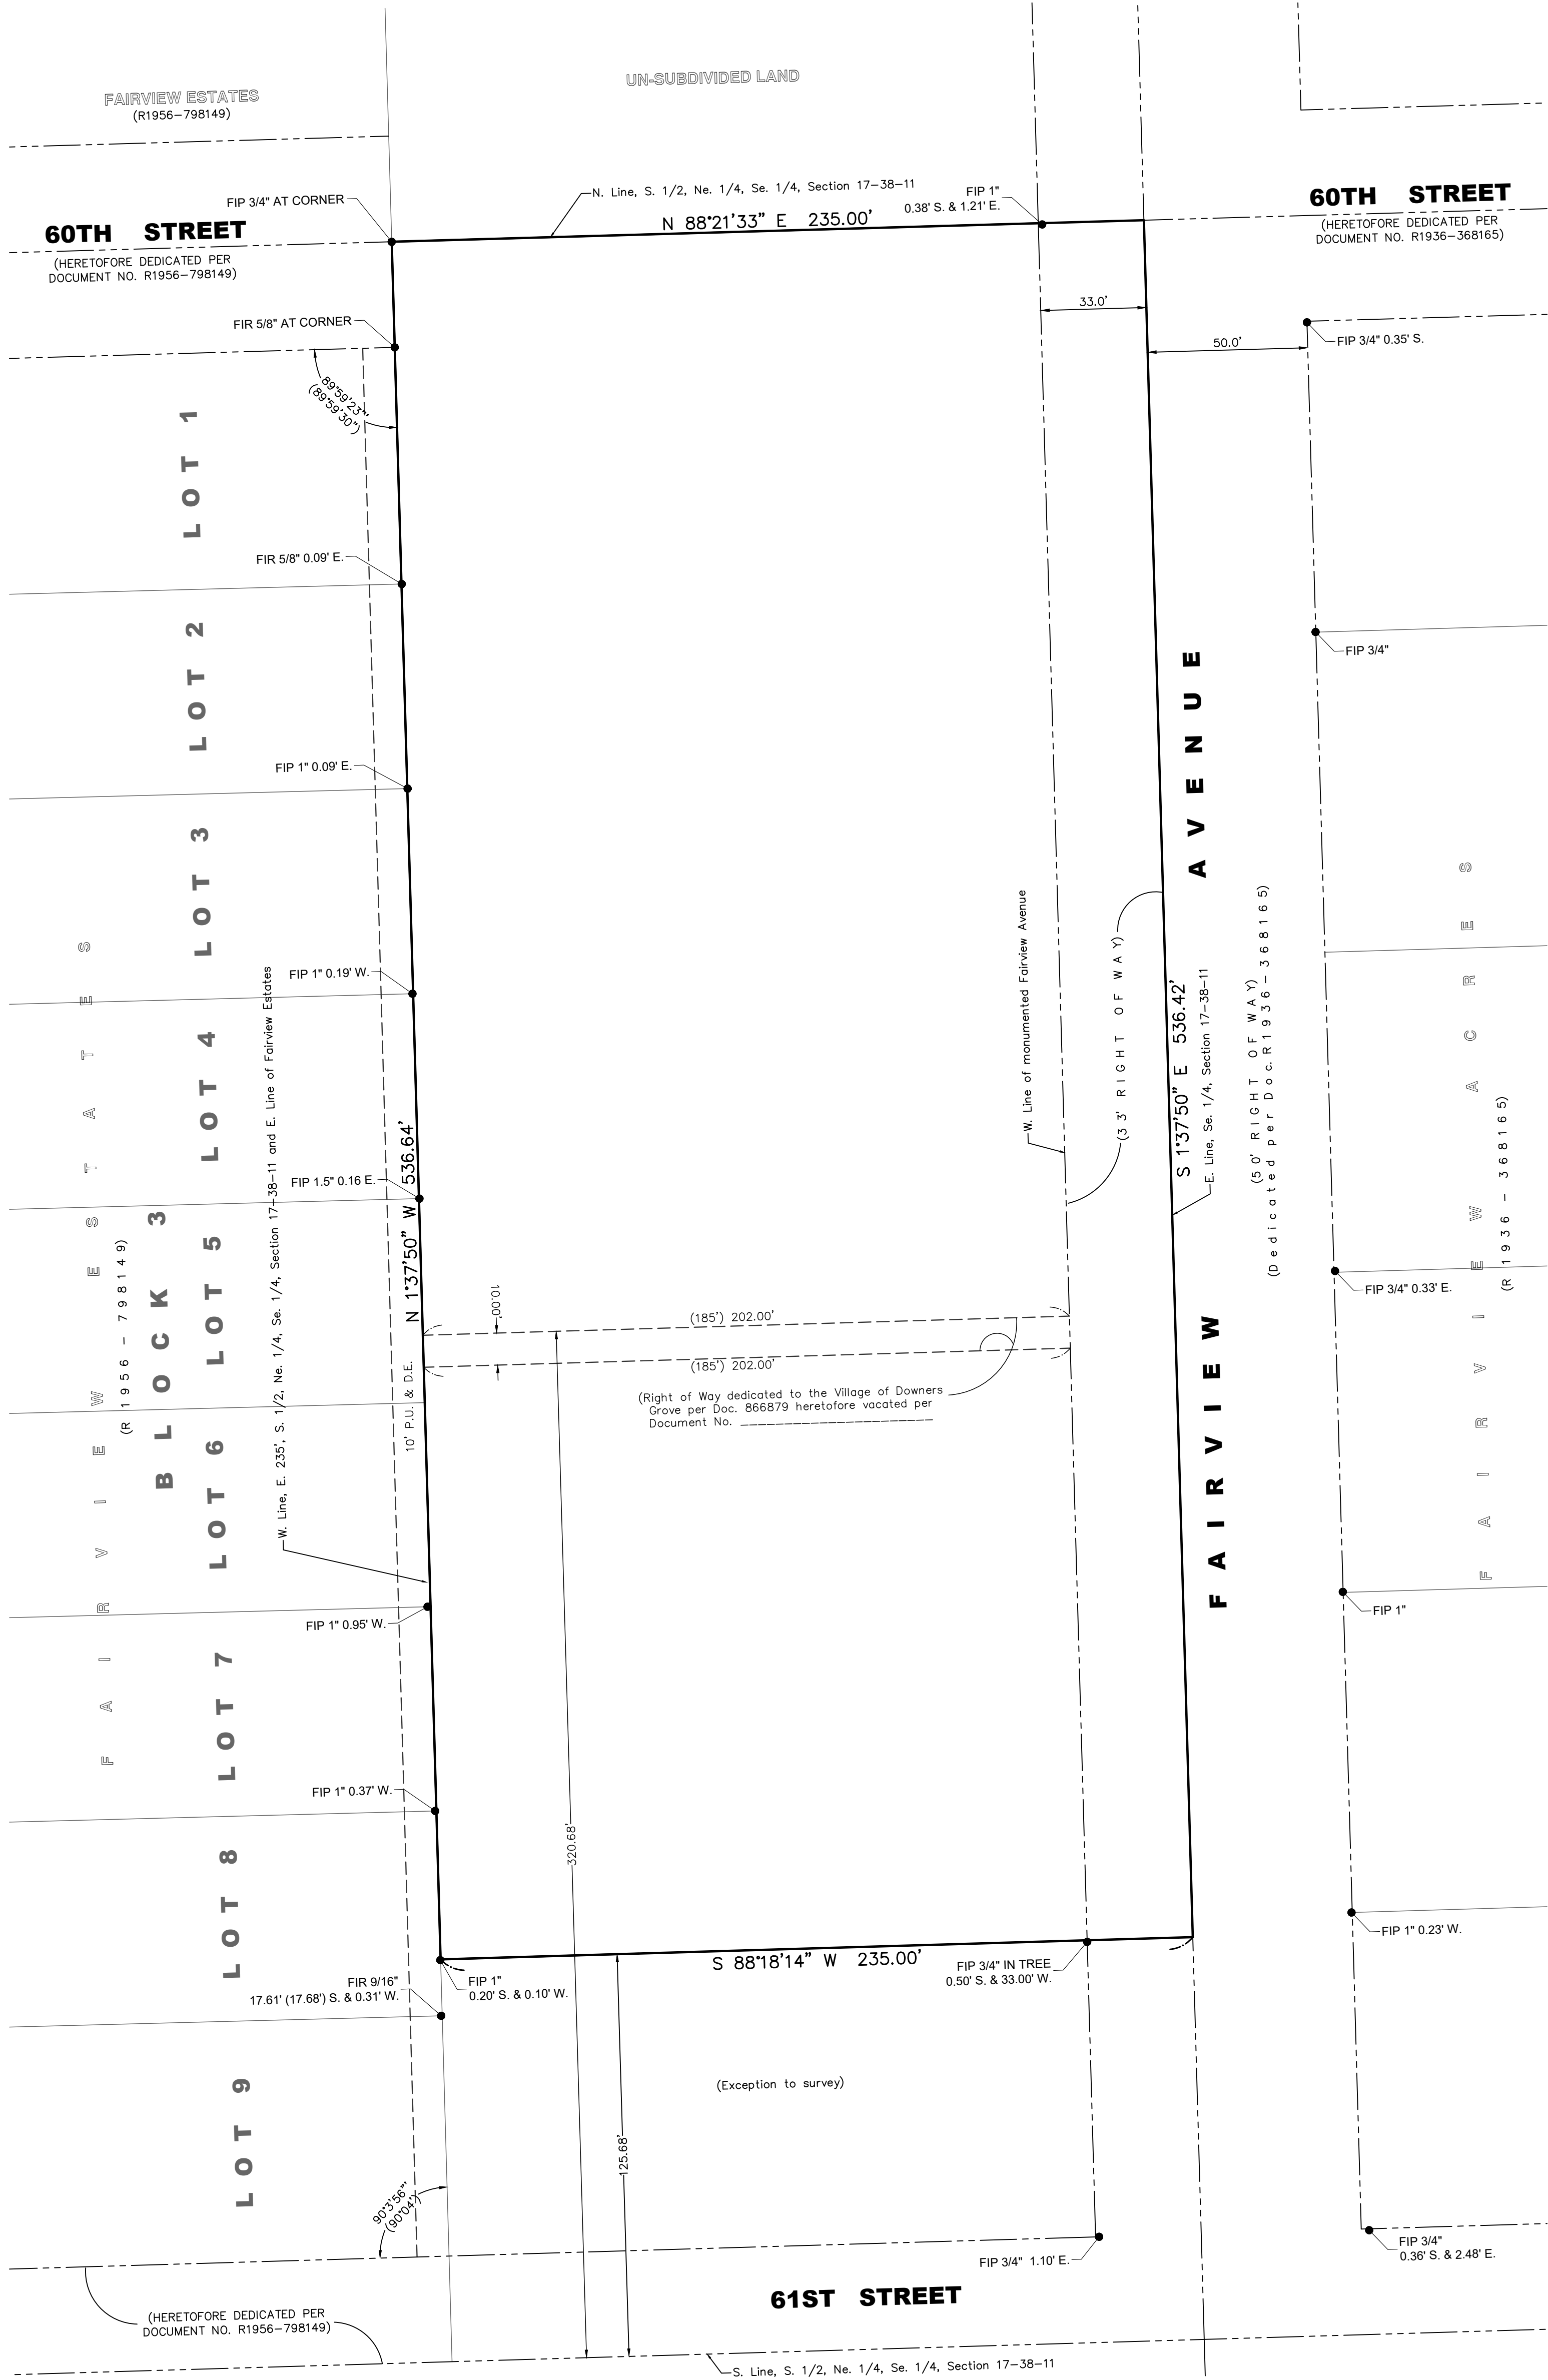 FAIRVIEW ESTATES
(R1956-798149)
UN-SUBDIVIDED LAND
FIP 3/4" AT CORNER
N. Line, S. 1/2, Ne. 1/4, Se. 1/4, Section 17-38-11
N 88°21'33" E 235.00'
FIP 1"
0.38' S. & 1.21' E.
60TH STREET
(HERETOFORE DEDICATED PER
DOCUMENT NO. R1956-798149)
60TH STREET
(HERETOFORE DEDICATED PER
DOCUMENT NO. R1936-368165)
33.0'
50.0'
FIP 3/4" 0.35' S.
FIR 5/8" AT CORNER
89°59'23"
(89°59'30")
LOT 1
FIR 5/8" 0.09' E.
LOT 2
FIP 3/4"
FIP 1" 0.09' E.
LOT 3
FIP 1" 0.19' W.
LOT 4
FIP 1.5" 0.16 E.
LOT 5
LOT 6
FIP 1" 0.95' W.
LOT 7
FIP 1" 0.37' W.
LOT 8
LOT 9
FAIRVIEW ESTATES
(R1956-798149)
BLOCK 3
W. Line, E. 235', S. 1/2, Ne. 1/4, Se. 1/4, Section 17-38-11 and E. Line of Fairview Estates
N 1°37'50" W 536.64'
10' P.U. & D.E.
10.00'
(185') 202.00'
(185') 202.00'
(Right of Way dedicated to the Village of Downers
Grove per Doc. 866879 heretofore vacated per
Document No. ______________________
320.68'
W. Line of monumented Fairview Avenue
(33' RIGHT OF WAY)
S 1°37'50" E 536.42'
E. Line, Se. 1/4, Section 17-38-11
FAIRVIEW AVENUE
(50' RIGHT OF WAY)
(Dedicated per Doc. R1936-368165)
FAIRVIEW ACRES
(R 1936 - 368165)
FIP 3/4" 0.33' E.
FIP 1"
FIP 1" 0.23' W.
S 88°18'14" W 235.00'
FIP 3/4" IN TREE
0.50' S. & 33.00' W.
FIR 9/16"
17.61' (17.68') S. & 0.31' W.
FIP 1"
0.20' S. & 0.10' W.
(Exception to survey)
125.68'
90°3'56"
(90°04')
FIP 3/4" 1.10' E.
FIP 3/4"
0.36' S. & 2.48' E.
61ST STREET
(HERETOFORE DEDICATED PER
DOCUMENT NO. R1956-798149)
S. Line, S. 1/2, Ne. 1/4, Se. 1/4, Section 17-38-11